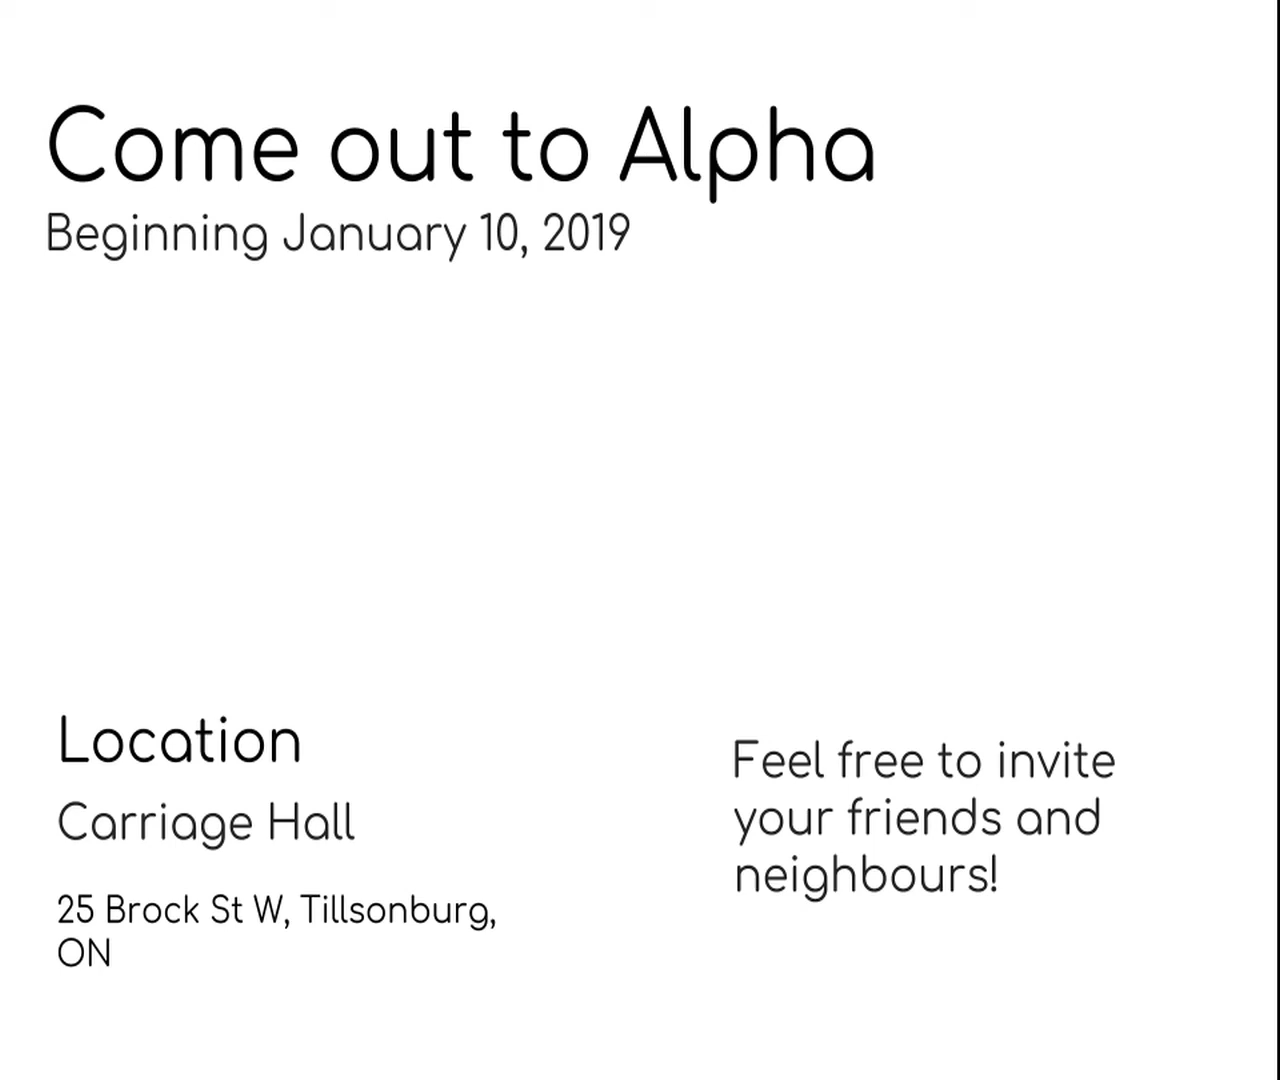 Come out to Alpha
Beginning January 10, 2019
Location
Carriage Hall
25 Brock St W, Tillsonburg,
ON
Feel free to invite
your friends and
neighbours!